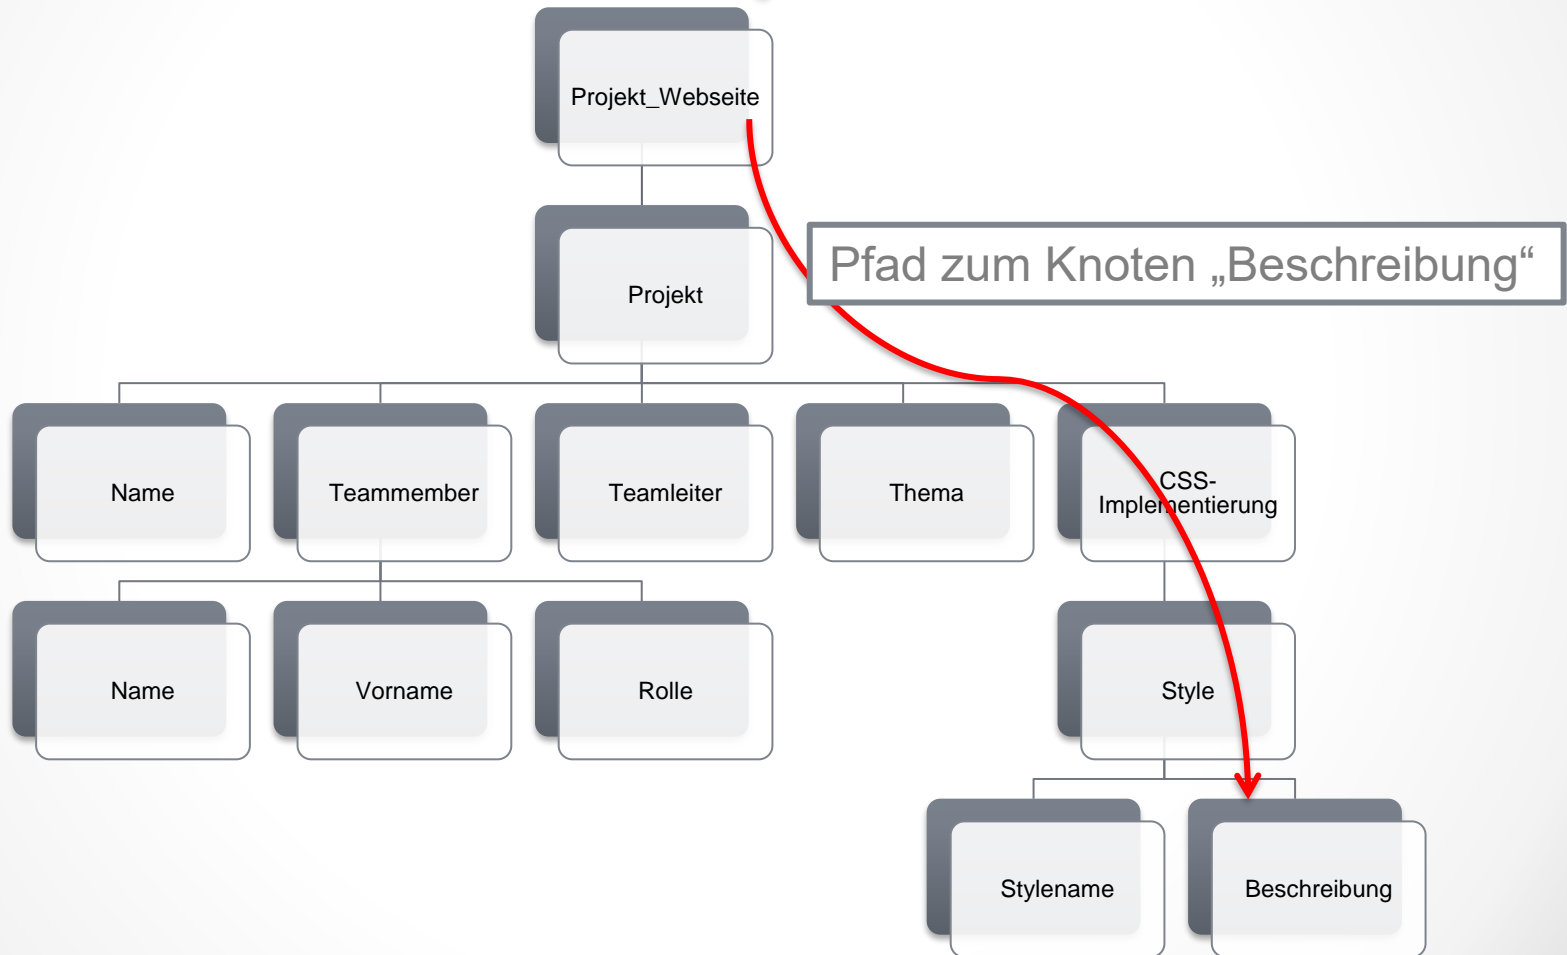 Projekt_Webseite
Pfad zum Knoten „Beschreibung“
Projekt
Name
Teammember
Teamleiter
Thema
CSS-
Implementierung
Name
Vorname
Rolle
Style
Stylename
Beschreibung